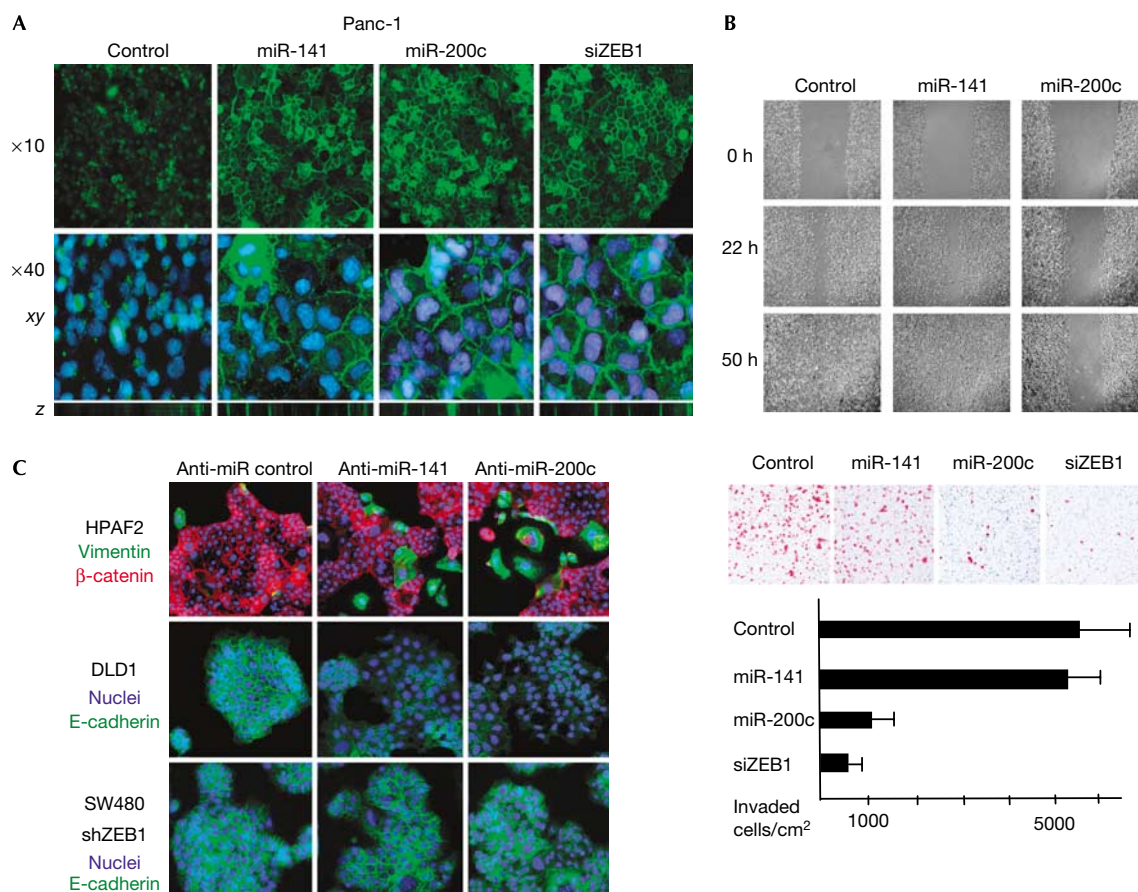 A
Panc-1
Control miR-141 miR-200c siZEB1
×10
×40
xy
z
B
Control miR-141 miR-200c
0 h
22 h
50 h
Control miR-141 miR-200c siZEB1
Control
miR-141
miR-200c
siZEB1
Invaded
cells/cm²
1000 5000
C
Anti-miR control Anti-miR-141 Anti-miR-200c
HPAF2
Vimentin
β-catenin
DLD1
Nuclei
E-cadherin
SW480
shZEB1
Nuclei
E-cadherin